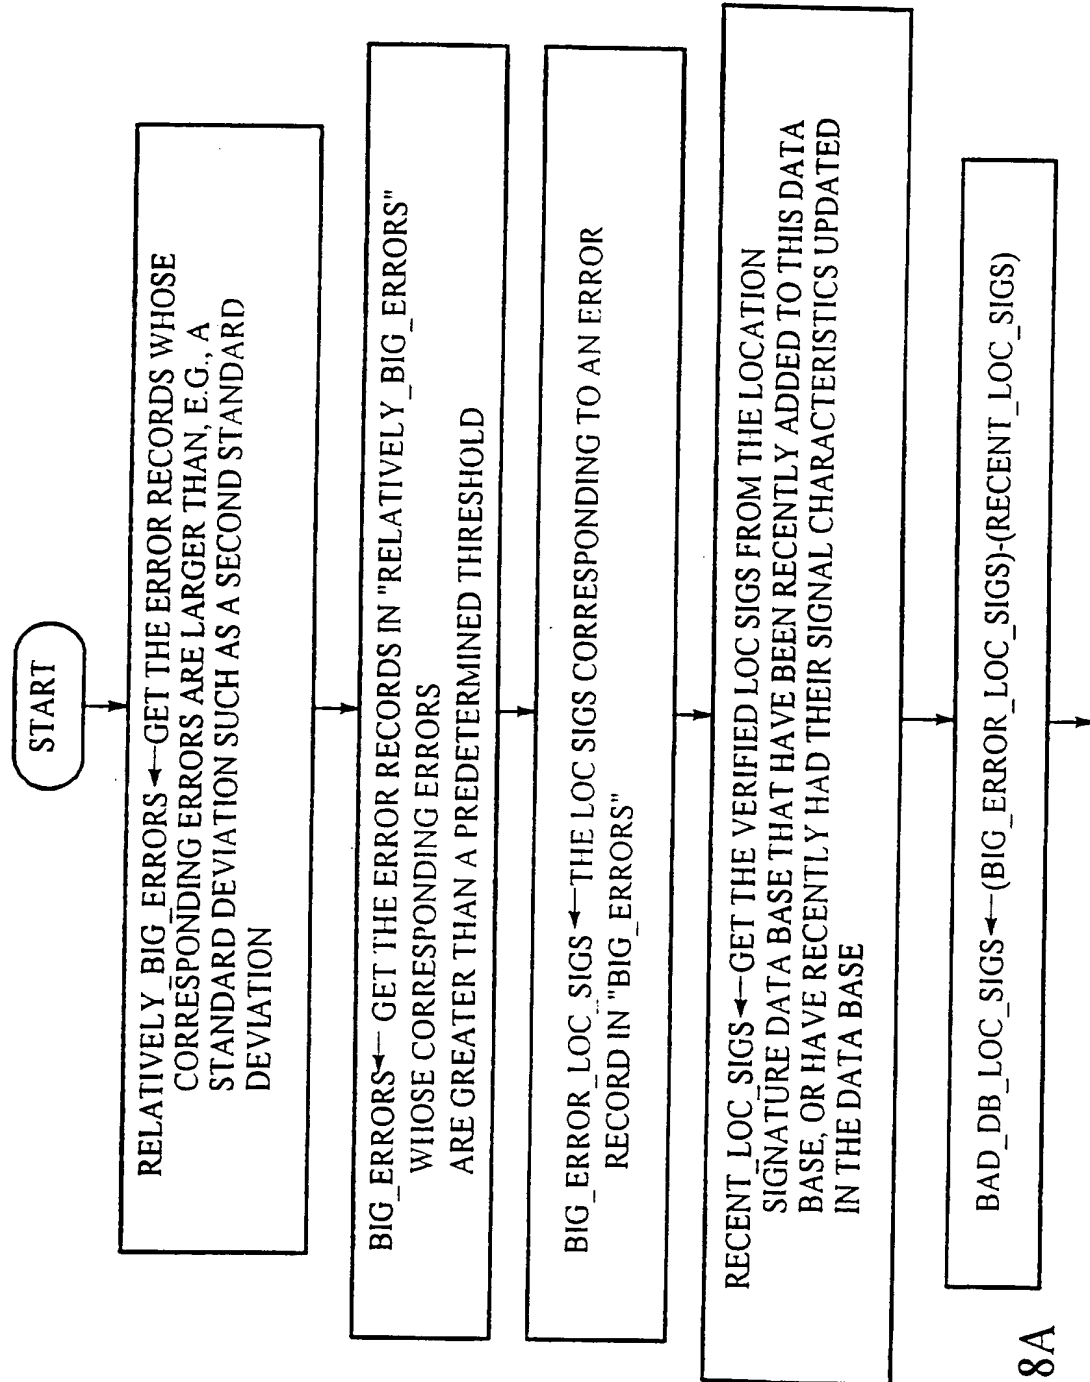 START
RELATIVELY_BIG_ERRORS←GET THE ERROR RECORDS WHOSE
CORRESPONDING ERRORS ARE LARGER THAN, E.G., A
STANDARD DEVIATION SUCH AS A SECOND STANDARD
DEVIATION
BIG_ERRORS← GET THE ERROR RECORDS IN "RELATIVELY_BIG_ERRORS"
WHOSE CORRESPONDING ERRORS
ARE GREATER THAN A PREDETERMINED THRESHOLD
BIG_ERROR_LOC_SIGS←THE LOC SIGS CORRESPONDING TO AN ERROR
RECORD IN "BIG_ERRORS"
RECENT_LOC_SIGS←GET THE VERIFIED LOC SIGS FROM THE LOCATION
SIGNATURE DATA BASE THAT HAVE BEEN RECENTLY ADDED TO THIS DATA
BASE, OR HAVE RECENTLY HAD THEIR SIGNAL CHARACTERISTICS UPDATED
IN THE DATA BASE
BAD_DB_LOC_SIGS←(BIG_ERROR_LOC_SIGS)-(RECENT_LOC_SIGS)
8A